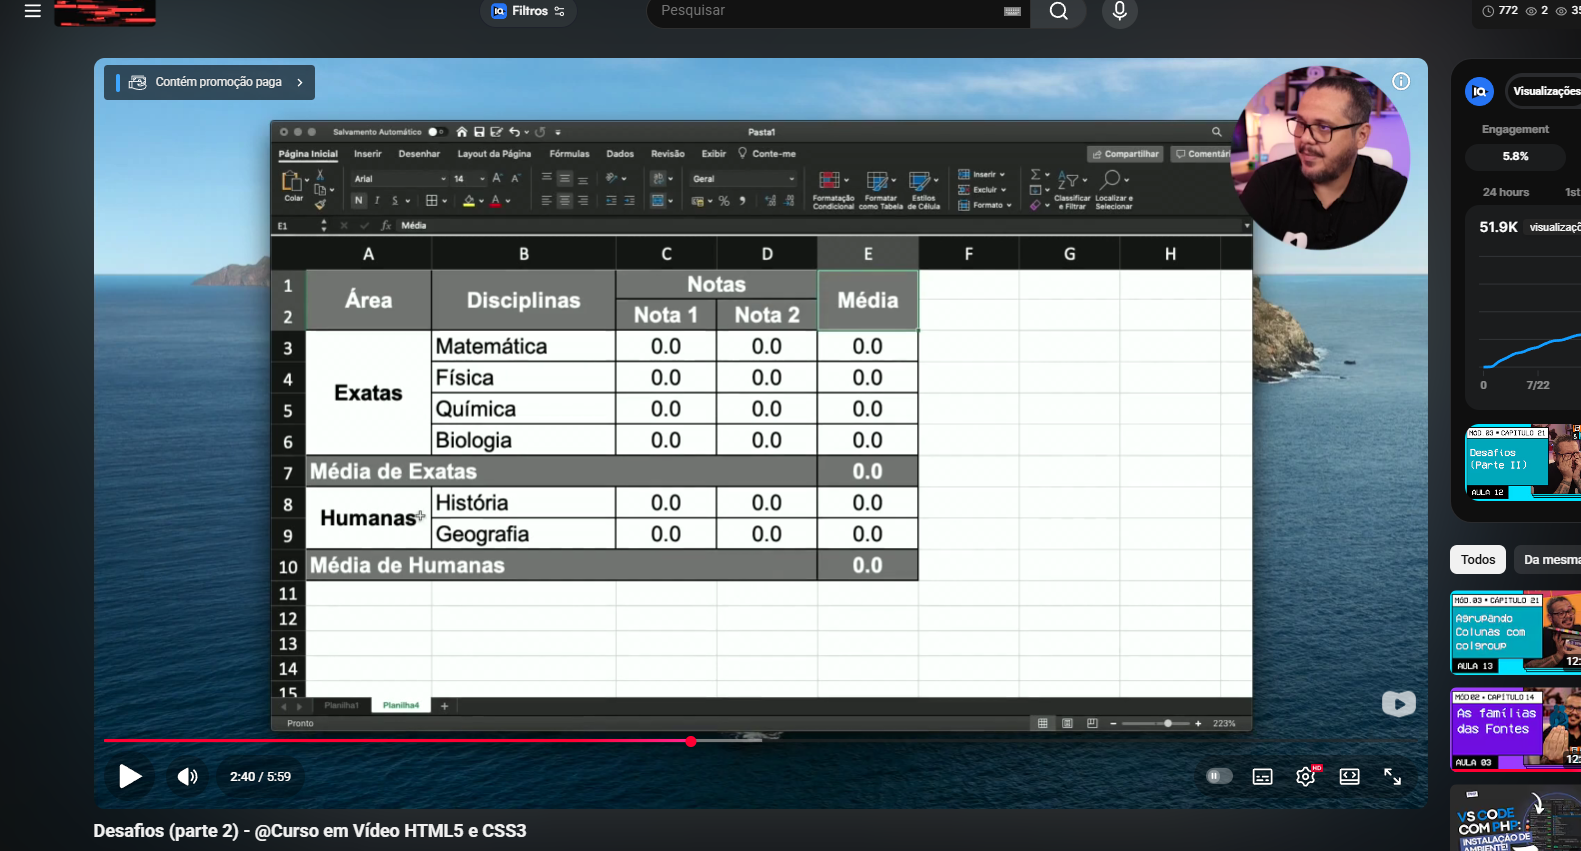 Filtros
Pesquisar
772 2
Contém promoção paga
Visualizações
Engagement
5.8%
24 hours 1st
51.9K
0 7/22
Salvamento Automático
Pasta1
Página Inicial Inserir Desenhar Layout da Página Fórmulas Dados Revisão Exibir Conte-me
Compartilhar
Colar
Arial 14
N I S
Geral
Formatação Condicional
Formatar como Tabela
Estilos de Célula
Inserir
Excluir
Formato
Classificar e Filtrar
Localizar e Selecionar
E1 fx Média
A B C D E F G H
1 Área Disciplinas Notas Média
2 Nota 1 Nota 2
3 Exatas Matemática 0.0 0.0 0.0
4 Física 0.0 0.0 0.0
5 Química 0.0 0.0 0.0
6 Biologia 0.0 0.0 0.0
7 Média de Exatas 0.0
8 Humanas História 0.0 0.0 0.0
9 Geografia 0.0 0.0 0.0
10 Média de Humanas 0.0
11
12
13
14
15
Planilha1 Planilha4 +
Pronto
223%
2:40 / 5:59
HD
Desafios (parte 2) - @Curso em Vídeo HTML5 e CSS3
MÓD.03 • CAPÍTULO 21
Desafios
(Parte II)
AULA 12
Todos
Da mesma
MÓD.03 • CAPÍTULO 21
Agrupando
Colunas com
colgroup
AULA 13
MÓD02 • CAPÍTULO 14
As famílias
das Fontes
AULA 03
VS CODE
COM PHP:
INSTALAÇÃO DE
AMBIENTE!